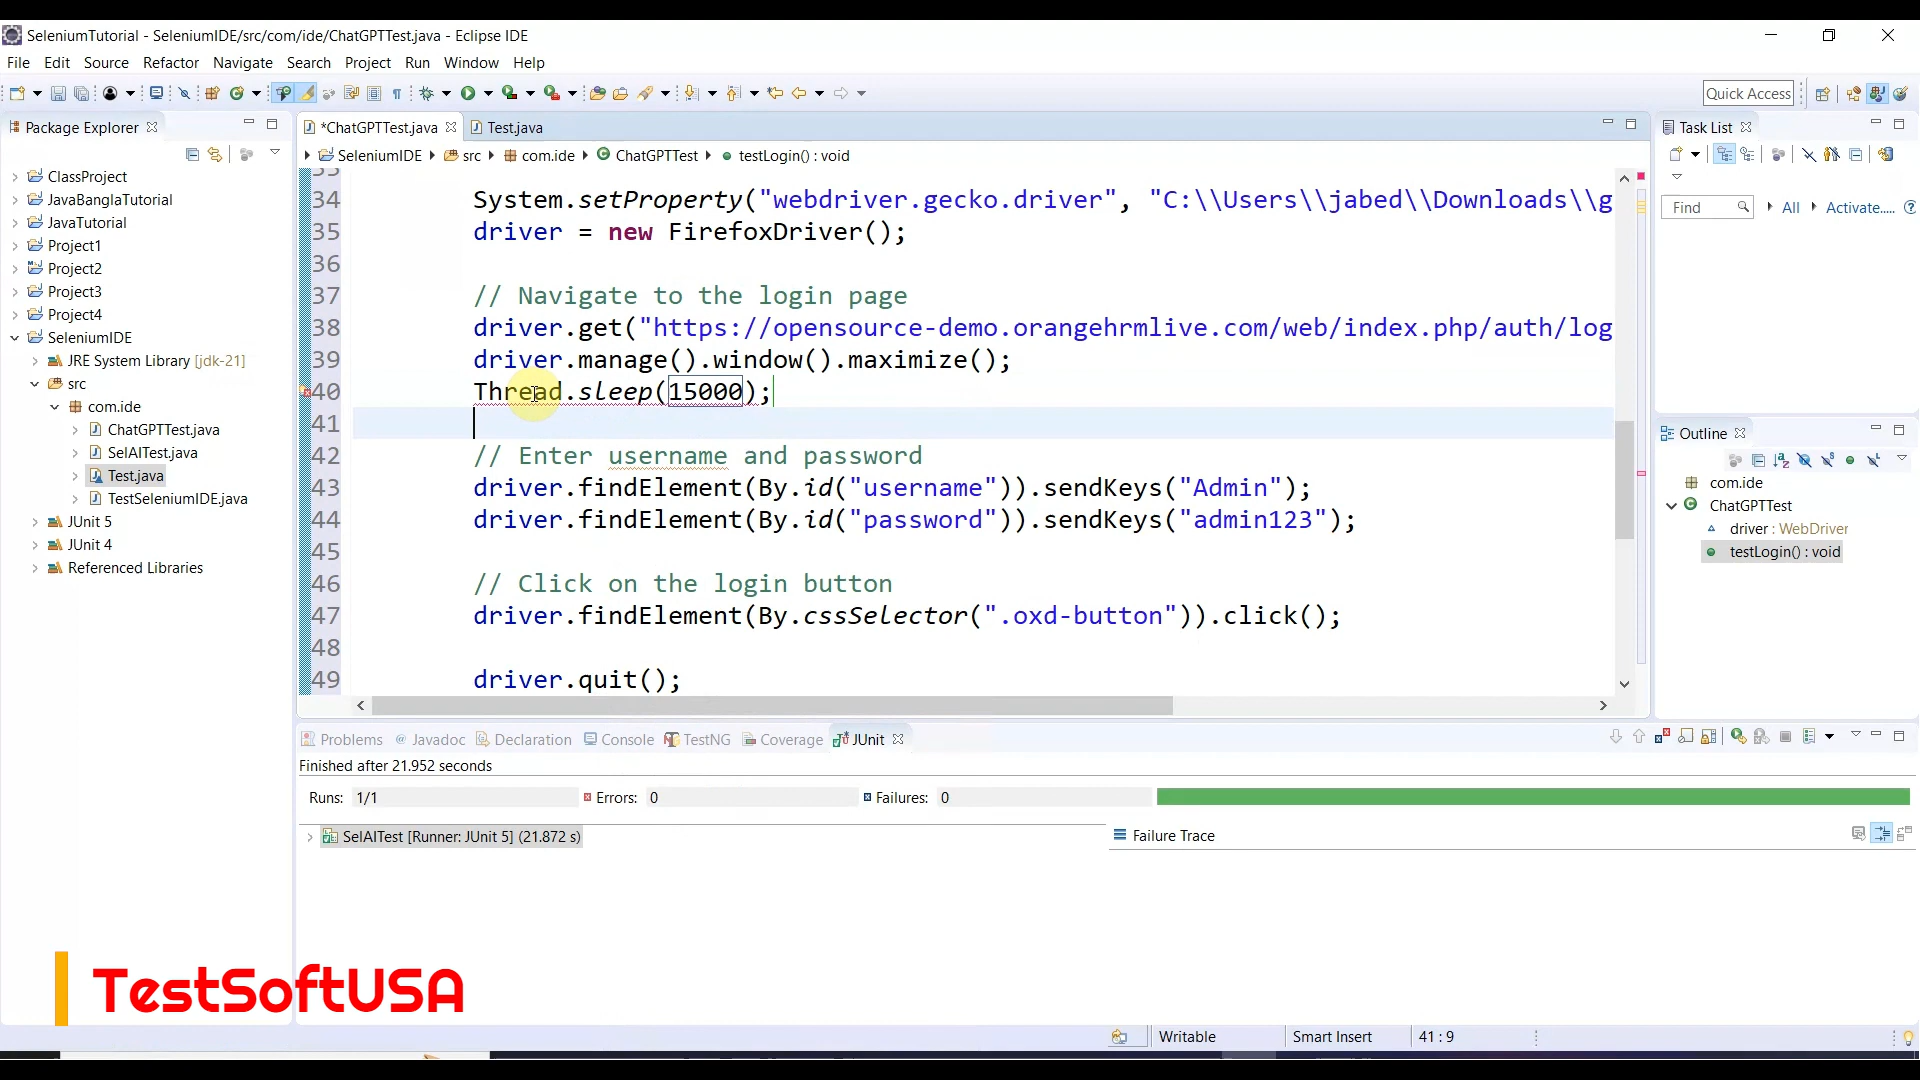 SeleniumTutorial - SeleniumIDE/src/com/ide/ChatGPTTest.java - Eclipse IDE
File Edit Source Refactor Navigate Search Project Run Window Help
Quick Access
Package Explorer
ClassProject
JavaBanglaTutorial
JavaTutorial
Project1
Project2
Project3
Project4
SeleniumIDE
JRE System Library [jdk-21]
src
com.ide
ChatGPTTest.java
SelAITest.java
Test.java
TestSeleniumIDE.java
JUnit 5
JUnit 4
Referenced Libraries
*ChatGPTTest.java Test.java
SeleniumIDE src com.ide ChatGPTTest testLogin() : void
34 System.setProperty("webdriver.gecko.driver", "C:\\Users\\jabed\\Downloads\\g
35 driver = new FirefoxDriver();
36
37 // Navigate to the login page
38 driver.get("https://opensource-demo.orangehrmlive.com/web/index.php/auth/log
39 driver.manage().window().maximize();
40 Thread.sleep(15000);
41
42 // Enter username and password
43 driver.findElement(By.id("username")).sendKeys("Admin");
44 driver.findElement(By.id("password")).sendKeys("admin123");
45
46 // Click on the login button
47 driver.findElement(By.cssSelector(".oxd-button")).click();
48
49 driver.quit();
Task List
Find All Activate.....
Outline
com.ide
ChatGPTTest
driver : WebDriver
testLogin() : void
Problems Javadoc Declaration Console TestNG Coverage JUnit
Finished after 21.952 seconds
Runs: 1/1 Errors: 0 Failures: 0
SelAITest [Runner: JUnit 5] (21.872 s)
Failure Trace
TestSoftUSA
Writable Smart Insert 41 : 9